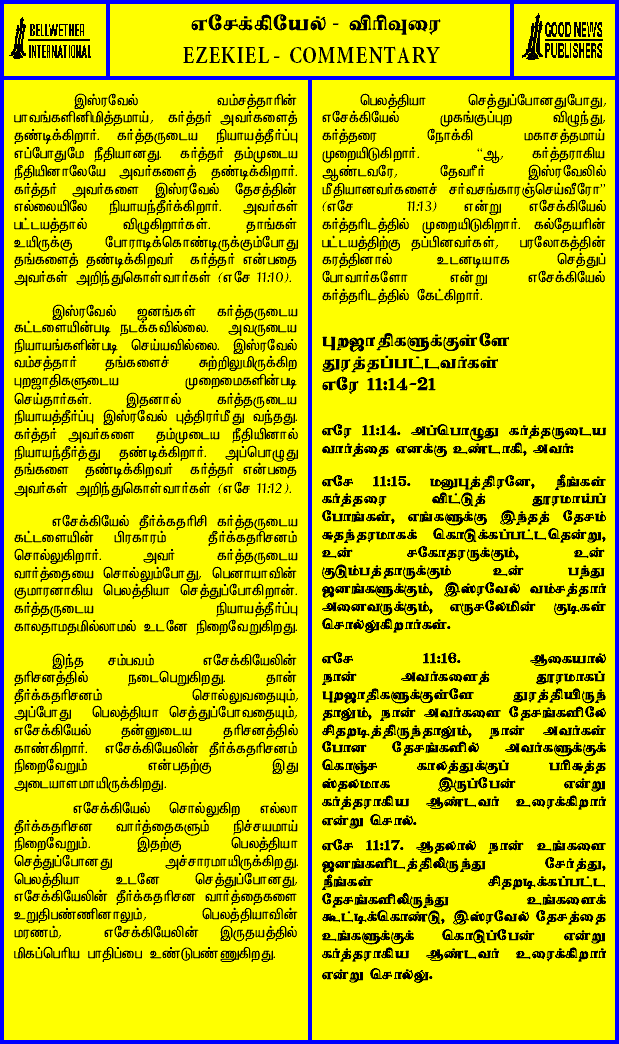 BELLWETHER
INTERNATIONAL
எசேக்கியேல் - விரிவுரை
EZEKIEL - COMMENTARY
GOOD NEWS
PUBLISHERS
இஸ்ரவேல் வம்சத்தாரின்
பாவங்களினிமித்தமாய், கர்த்தர் அவர்களைத்
தண்டிக்கிறார். கர்த்தருடைய நியாயத்தீர்ப்பு
எப்போதுமே நீதியானது. கர்த்தர் தம்முடைய
நீதியினாலேயே அவர்களைத் தண்டிக்கிறார்.
கர்த்தர் அவர்களை இஸ்ரவேல் தேசத்தின்
எல்லையிலே நியாயந்தீர்க்கிறார். அவர்கள்
பட்டயத்தால் விழுகிறார்கள். தாங்கள்
உயிருக்கு போராடிக்கொண்டிருக்கும்போது
தங்களைத் தண்டிக்கிறவர் கர்த்தர் என்பதை
அவர்கள் அறிந்துகொள்வார்கள் (எசே 11:10).
இஸ்ரவேல் ஜனங்கள் கர்த்தருடைய
கட்டளையின்படி நடக்கவில்லை. அவருடைய
நியாயங்களின்படி செய்யவில்லை. இஸ்ரவேல்
வம்சத்தார் தங்களைச் சுற்றிலுமிருக்கிற
புறஜாதிகளுடைய முறைமைகளின்படி
செய்தார்கள். இதனால் கர்த்தருடைய
நியாயத்தீர்ப்பு இஸ்ரவேல் புத்திரர்மீது வந்தது.
கர்த்தர் அவர்களை தம்முடைய நீதியினால்
நியாயந்தீர்த்து தண்டிக்கிறார். அப்பொழுது
தங்களை தண்டிக்கிறவர் கர்த்தர் என்பதை
அவர்கள் அறிந்துகொள்வார்கள் (எசே 11:12).
எசேக்கியேல் தீர்க்கதரிசி கர்த்தருடைய
கட்டளையின் பிரகாரம் தீர்க்கதரிசனம்
சொல்லுகிறார். அவர் கர்த்தருடைய
வார்த்தையை சொல்லும்போது, பெனாயாவின்
குமாரனாகிய பெலத்தியா செத்துப்போகிறான்.
கர்த்தருடைய நியாயத்தீர்ப்பு
காலதாமதமில்லாமல் உடனே நிறைவேறுகிறது.
இந்த சம்பவம் எசேக்கியேலின்
தரிசனத்தில் நடைபெறுகிறது. தான்
தீர்க்கதரிசனம் சொல்லுவதையும்,
அப்போது பெலத்தியா செத்துப்போவதையும்,
எசேக்கியேல் தன்னுடைய தரிசனத்தில்
காண்கிறார். எசேக்கியேலின் தீர்க்கதரிசனம்
நிறைவேறும் என்பதற்கு இது
அடையாளமாயிருக்கிறது.
எசேக்கியேல் சொல்லுகிற எல்லா
தீர்க்கதரிசன வார்த்தைகளும் நிச்சயமாய்
நிறைவேறும். இதற்கு பெலத்தியா
செத்துப்போனது அச்சாரமாயிருக்கிறது.
பெலத்தியா உடனே செத்துப்போனது,
எசேக்கியேலின் தீர்க்கதரிசன வார்த்தைகளை
உறுதிபண்ணினாலும், பெலத்தியாவின்
மரணம், எசேக்கியேலின் இருதயத்தில்
மிகப்பெரிய பாதிப்பை உண்டுபண்ணுகிறது.
பெலத்தியா செத்துப்போனதுபோது,
எசேக்கியேல் முகங்குப்புற விழுந்து,
கர்த்தரை நோக்கி மகாசத்தமாய்
முறையிடுகிறார். "ஆ, கர்த்தராகிய
ஆண்டவரே, தேவரீர் இஸ்ரவேலில்
மீதியானவர்களைச் சர்வசங்காரஞ்செய்வீரோ"
(எசே 11:13) என்று எசேக்கியேல்
கர்த்தரிடத்தில் முறையிடுகிறார். கல்தேயரின்
பட்டயத்திற்கு தப்பினவர்கள், பரலோகத்தின்
கரத்தினால் உடனடியாக செத்துப்
போவார்களோ என்று எசேக்கியேல்
கர்த்தரிடத்தில் கேட்கிறார்.
புறஜாதிகளுக்குள்ளே
துரத்தப்பட்டவர்கள்
எரே 11:14-21
எரே 11:14. அப்பொழுது கர்த்தருடைய
வார்த்தை எனக்கு உண்டாகி, அவர்:
எசே 11:15. மனுபுத்திரனே, நீங்கள்
கர்த்தரை விட்டுத் தூரமாய்ப்
போங்கள், எங்களுக்கு இந்தத் தேசம்
சுதந்தரமாகக் கொடுக்கப்பட்டதென்று,
உன் சகோதரருக்கும், உன்
குடும்பத்தாருக்கும் உன் பந்து
ஜனங்களுக்கும், இஸ்ரவேல் வம்சத்தார்
அனைவருக்கும், எருசலேமின் குடிகள்
சொல்லுகிறார்கள்.
எசே 11:16. ஆகையால்
நான் அவர்களைத் தூரமாகப்
புறஜாதிகளுக்குள்ளே துரத்தியிருந்
தாலும், நான் அவர்களை தேசங்களிலே
சிதறடித்திருந்தாலும், நான் அவர்கள்
போன தேசங்களில் அவர்களுக்குக்
கொஞ்ச காலத்துக்குப் பரிசுத்த
ஸ்தலமாக இருப்பேன் என்று
கர்த்தராகிய ஆண்டவர் உரைக்கிறார்
என்று சொல்.
எசே 11:17. ஆதலால் நான் உங்களை
ஜனங்களிடத்திலிருந்து சேர்த்து,
நீங்கள் சிதறடிக்கப்பட்ட
தேசங்களிலிருந்து உங்களைக்
கூட்டிக்கொண்டு, இஸ்ரவேல் தேசத்தை
உங்களுக்குக் கொடுப்பேன் என்று
கர்த்தராகிய ஆண்டவர் உரைக்கிறார்
என்று சொல்லு.